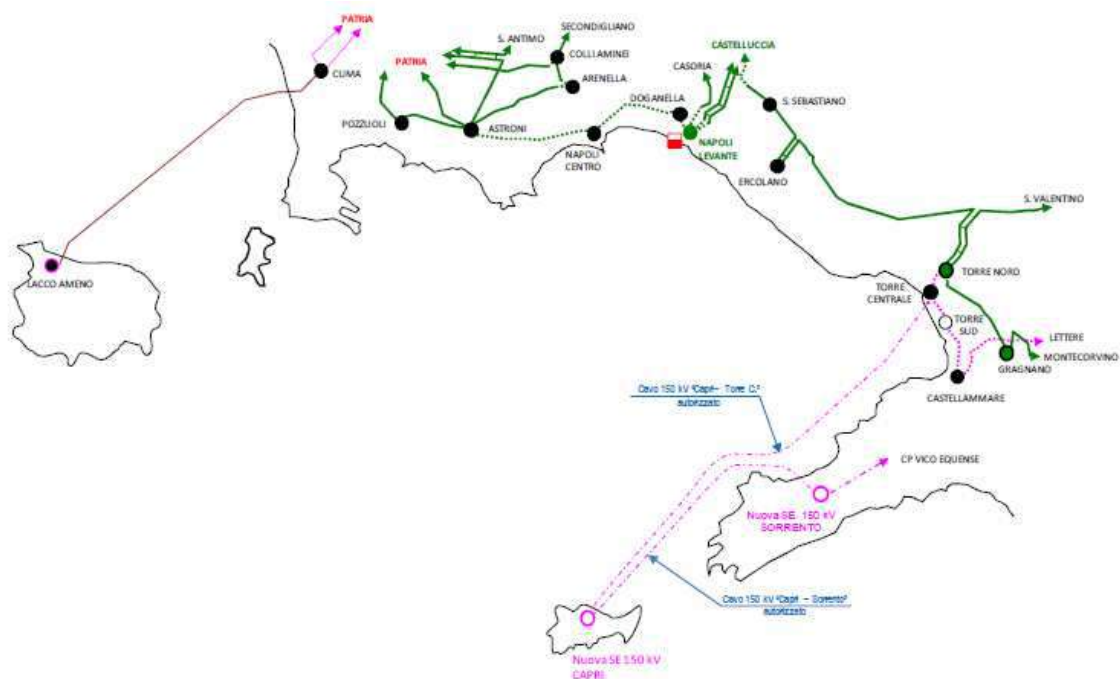 PATRIA
CUMA
SECONDIGLIANO
S. ANTIMO
COLLI AMINEI
PATRIA
ARENELLA
CASTELLUCCIA
CASORIA
DOGANELLA
S. SEBASTIANO
POZZUOLI
ASTRONI
NAPOLI
CENTRO
NAPOLI
LEVANTE
ERCOLANO
S. VALENTINO
LACCO AMENO
TORRE NORD
TORRE
CENTRALE
TORRE
SUD
LETTERE
MONTECORVINO
GRAGNANO
CASTELLAMMARE
Cavo 150 kV "Capri– Torre C."
autorizzato
CP VICO EQUENSE
Nuova SE 150 kV
SORRENTO
Cavo 150 kV "Capri – Sorrento"
autorizzato
Nuova SE 150 kV
CAPRI